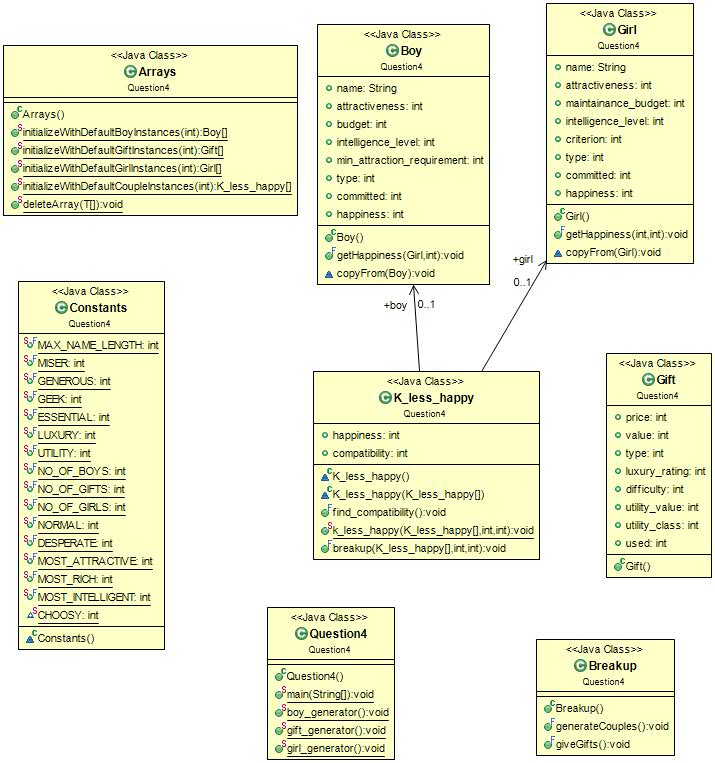 <<Java Class>>
Arrays
Question4
Arrays()
initializeWithDefaultBoyInstances(int):Boy[]
initializeWithDefaultGiftInstances(int):Gift[]
initializeWithDefaultGirlInstances(int):Girl[]
initializeWithDefaultCoupleInstances(int):K_less_happy[]
deleteArray(T[]):void
<<Java Class>>
Boy
Question4
name: String
attractiveness: int
budget: int
intelligence_level: int
min_attraction_requirement: int
type: int
committed: int
happiness: int
Boy()
getHappiness(Girl,int):void
copyFrom(Boy):void
<<Java Class>>
Girl
Question4
name: String
attractiveness: int
maintainance_budget: int
intelligence_level: int
criterion: int
type: int
committed: int
happiness: int
Girl()
getHappiness(int,int):void
copyFrom(Girl):void
+girl
0..1
+boy
0..1
<<Java Class>>
Constants
Question4
MAX_NAME_LENGTH: int
MISER: int
GENEROUS: int
GEEK: int
ESSENTIAL: int
LUXURY: int
UTILITY: int
NO_OF_BOYS: int
NO_OF_GIFTS: int
NO_OF_GIRLS: int
NORMAL: int
DESPERATE: int
MOST_ATTRACTIVE: int
MOST_RICH: int
MOST_INTELLIGENT: int
CHOOSY: int
Constants()
<<Java Class>>
K_less_happy
Question4
happiness: int
compatibility: int
K_less_happy()
K_less_happy(K_less_happy[])
find_compatibility():void
k_less_happy(K_less_happy[],int,int):void
breakup(K_less_happy[],int,int):void
<<Java Class>>
Gift
Question4
price: int
value: int
type: int
luxury_rating: int
difficulty: int
utility_value: int
utility_class: int
used: int
Gift()
<<Java Class>>
Question4
Question4
Question4()
main(String[]):void
boy_generator():void
gift_generator():void
girl_generator():void
<<Java Class>>
Breakup
Question4
Breakup()
generateCouples():void
giveGifts():void